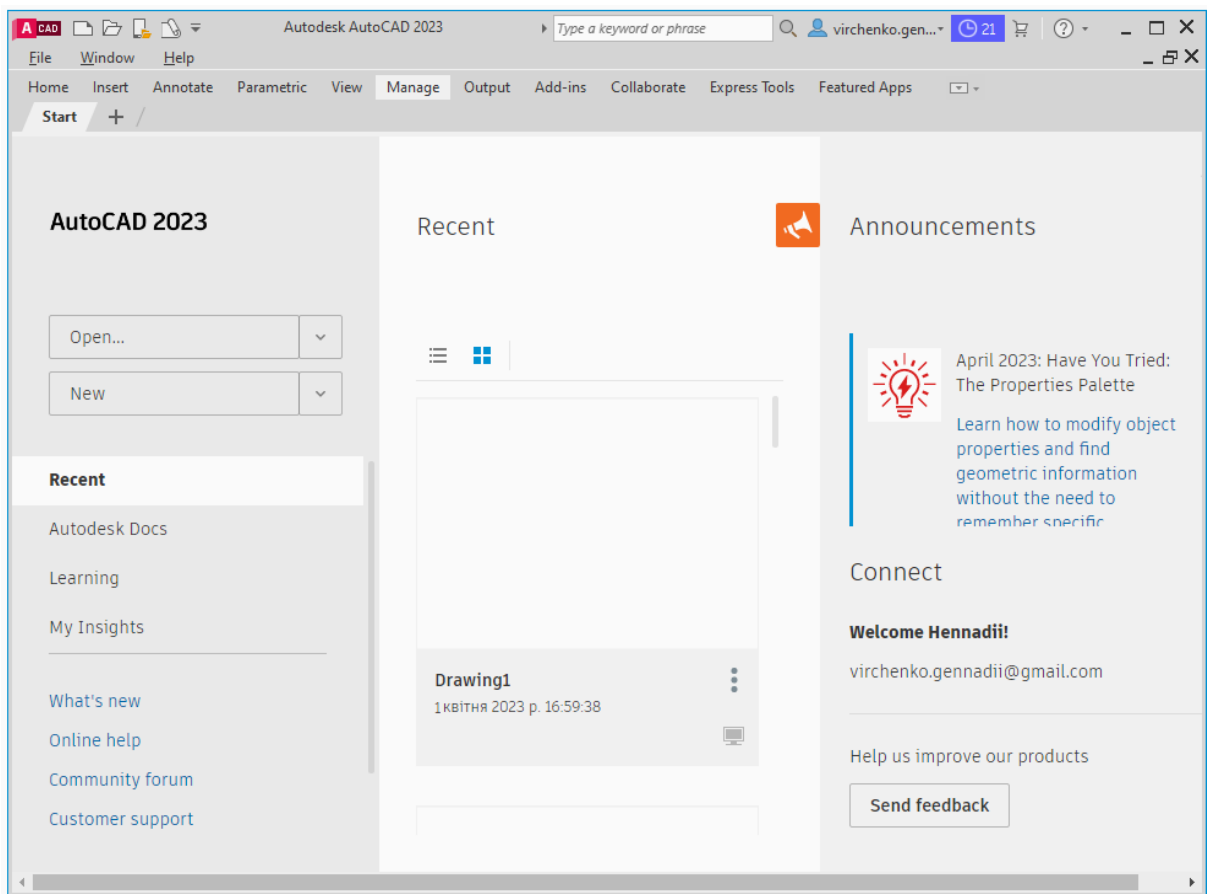 A CAD
Autodesk AutoCAD 2023
Type a keyword or phrase
virchenko.gen...
21
?
File Window Help
Home Insert Annotate Parametric View Manage Output Add-ins Collaborate Express Tools Featured Apps
Start
AutoCAD 2023
Open...
New
Recent
Autodesk Docs
Learning
My Insights
What's new
Online help
Community forum
Customer support
Recent
Drawing1
1 квітня 2023 р. 16:59:38
Announcements
April 2023: Have You Tried:
The Properties Palette
Learn how to modify object
properties and find
geometric information
without the need to
remember specific
Connect
Welcome Hennadii!
virchenko.gennadii@gmail.com
Help us improve our products
Send feedback